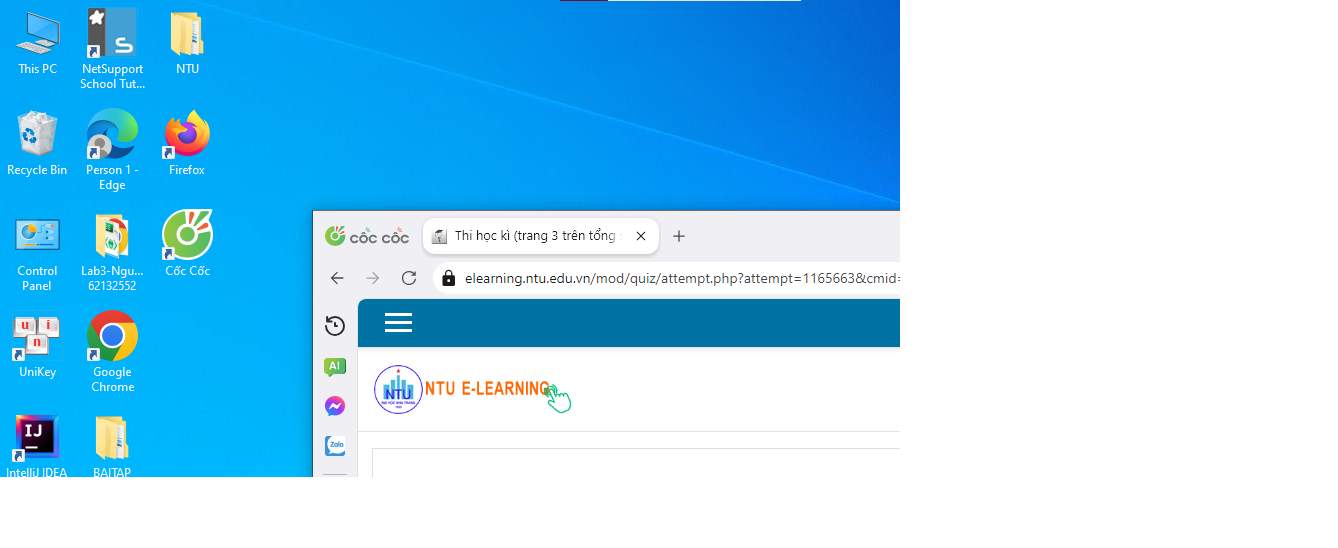 This PC
NetSupport
School Tut...
NTU
Recycle Bin
Person 1 -
Edge
Firefox
Control
Panel
Lab3-Ngu...
62132552
Cốc Cốc
UniKey
Google
Chrome
IntelliJ IDEA
BAITAP
cốc cốc
Thi học kì (trang 3 trên tổng
elearning.ntu.edu.vn/mod/quiz/attempt.php?attempt=1165663&cmid=
AI
Zalo
NTU
NTU E-LEARNING
S
u i
n
IJ